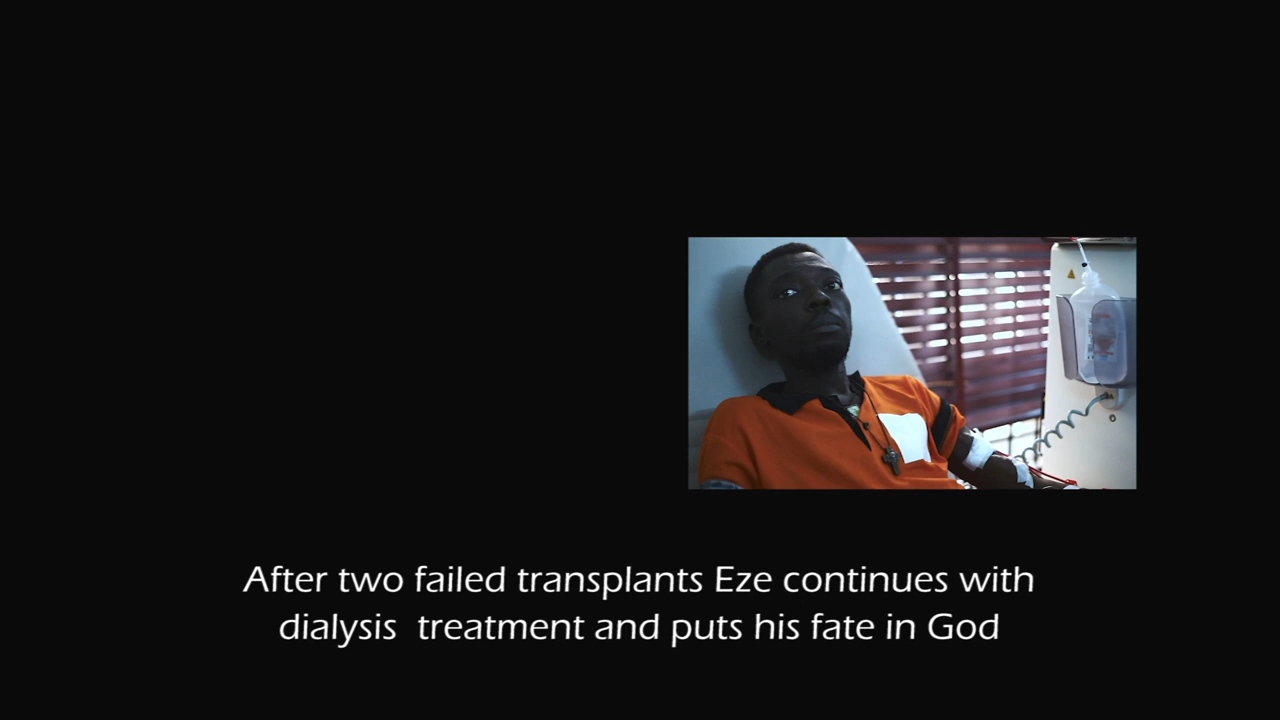 After two failed transplants Eze continues with
dialysis  treatment and puts his fate in God